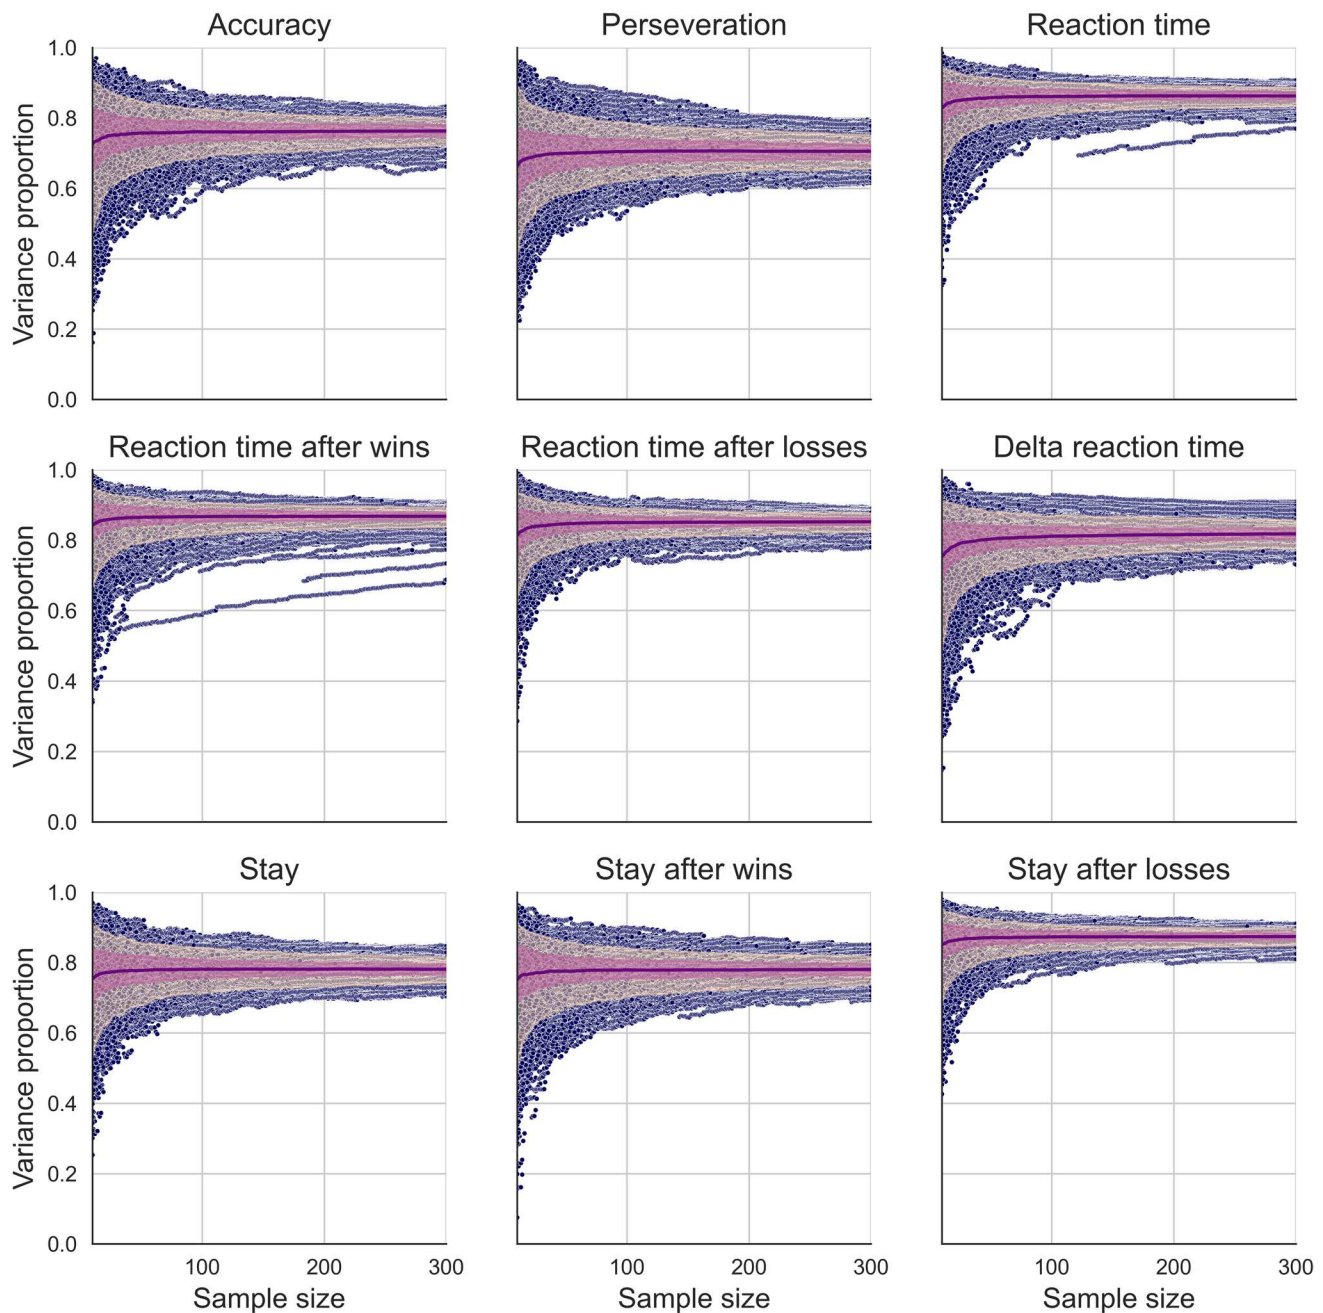 Accuracy Perseveration Reaction time
Variance proportion
1.0
0.8
0.6
0.4
0.2
0.0
Reaction time after wins Reaction time after losses Delta reaction time
Variance proportion
1.0
0.8
0.6
0.4
0.2
0.0
Stay Stay after wins Stay after losses
Variance proportion
1.0
0.8
0.6
0.4
0.2
0.0
100 200 300 100 200 300 100 200 300
Sample size Sample size Sample size